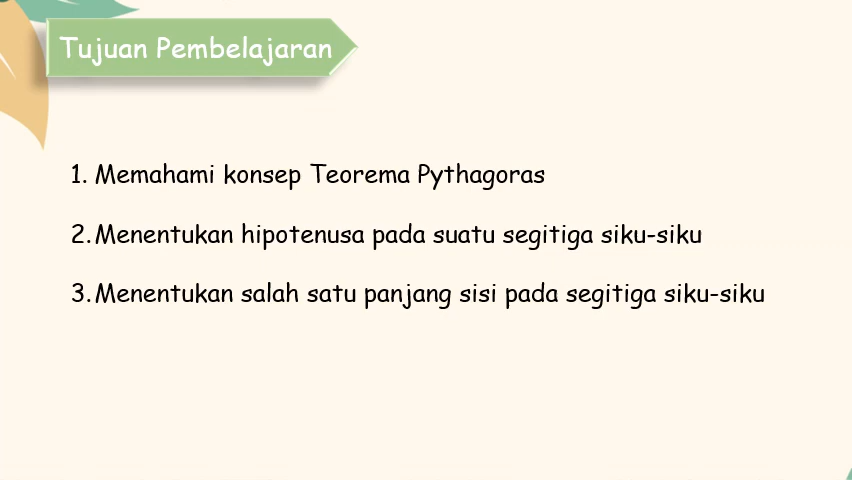 Tujuan Pembelajaran
1. Memahami konsep Teorema Pythagoras
2. Menentukan hipotenusa pada suatu segitiga siku-siku
3. Menentukan salah satu panjang sisi pada segitiga siku-siku